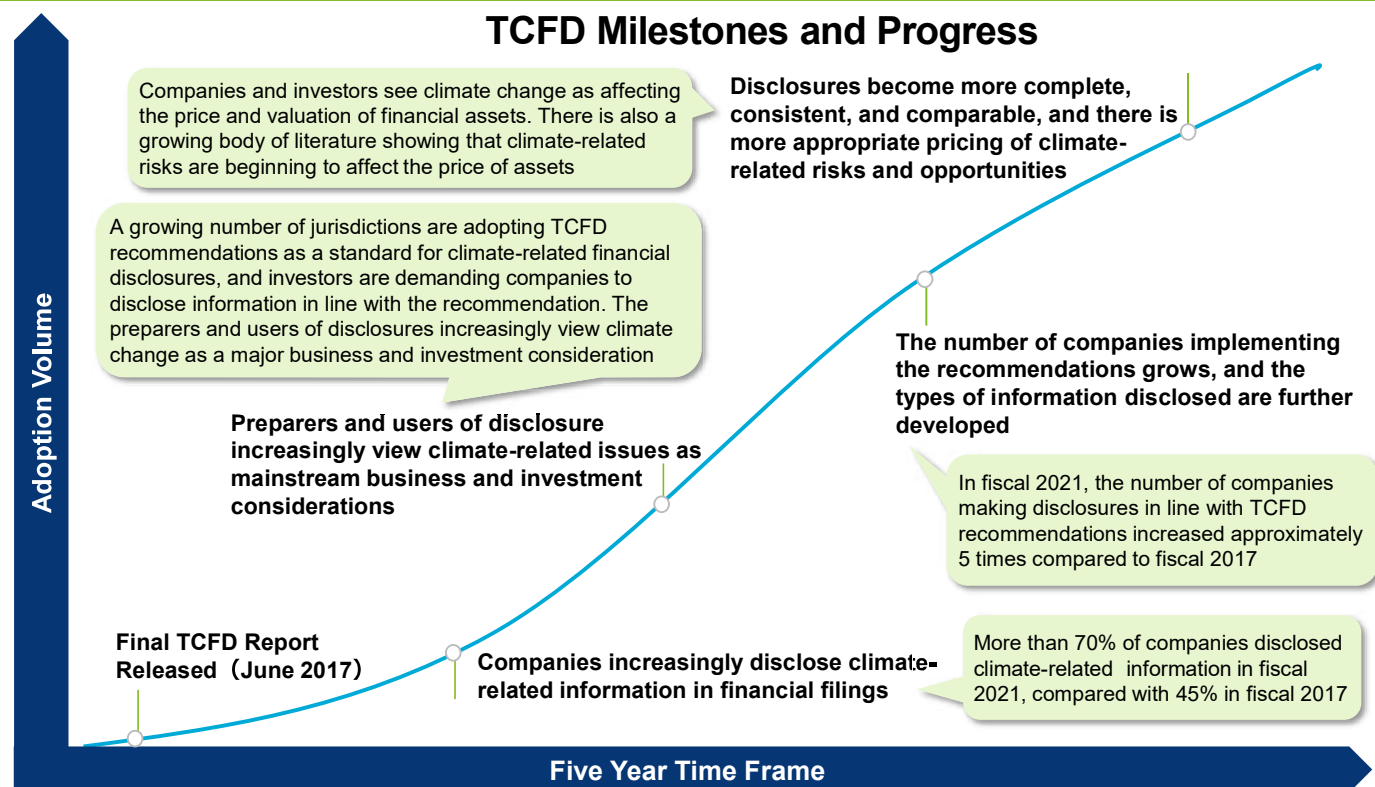 TCFD Milestones and Progress
Companies and investors see climate change as affecting
the price and valuation of financial assets. There is also a
growing body of literature showing that climate-related
risks are beginning to affect the price of assets
Disclosures become more complete,
consistent, and comparable, and there is
more appropriate pricing of climate-
related risks and opportunities
A growing number of jurisdictions are adopting TCFD
recommendations as a standard for climate-related financial
disclosures, and investors are demanding companies to
disclose information in line with the recommendation. The
preparers and users of disclosures increasingly view climate
change as a major business and investment consideration
Adoption Volume
The number of companies implementing
the recommendations grows, and the
types of information disclosed are further
developed
Preparers and users of disclosure
increasingly view climate-related issues as
mainstream business and investment
considerations
In fiscal 2021, the number of companies
making disclosures in line with TCFD
recommendations increased approximately
5 times compared to fiscal 2017
Final TCFD Report
Released（June 2017）
Companies increasingly disclose climate-
related information in financial filings
More than 70% of companies disclosed
climate-related information in fiscal
2021, compared with 45% in fiscal 2017
Five Year Time Frame